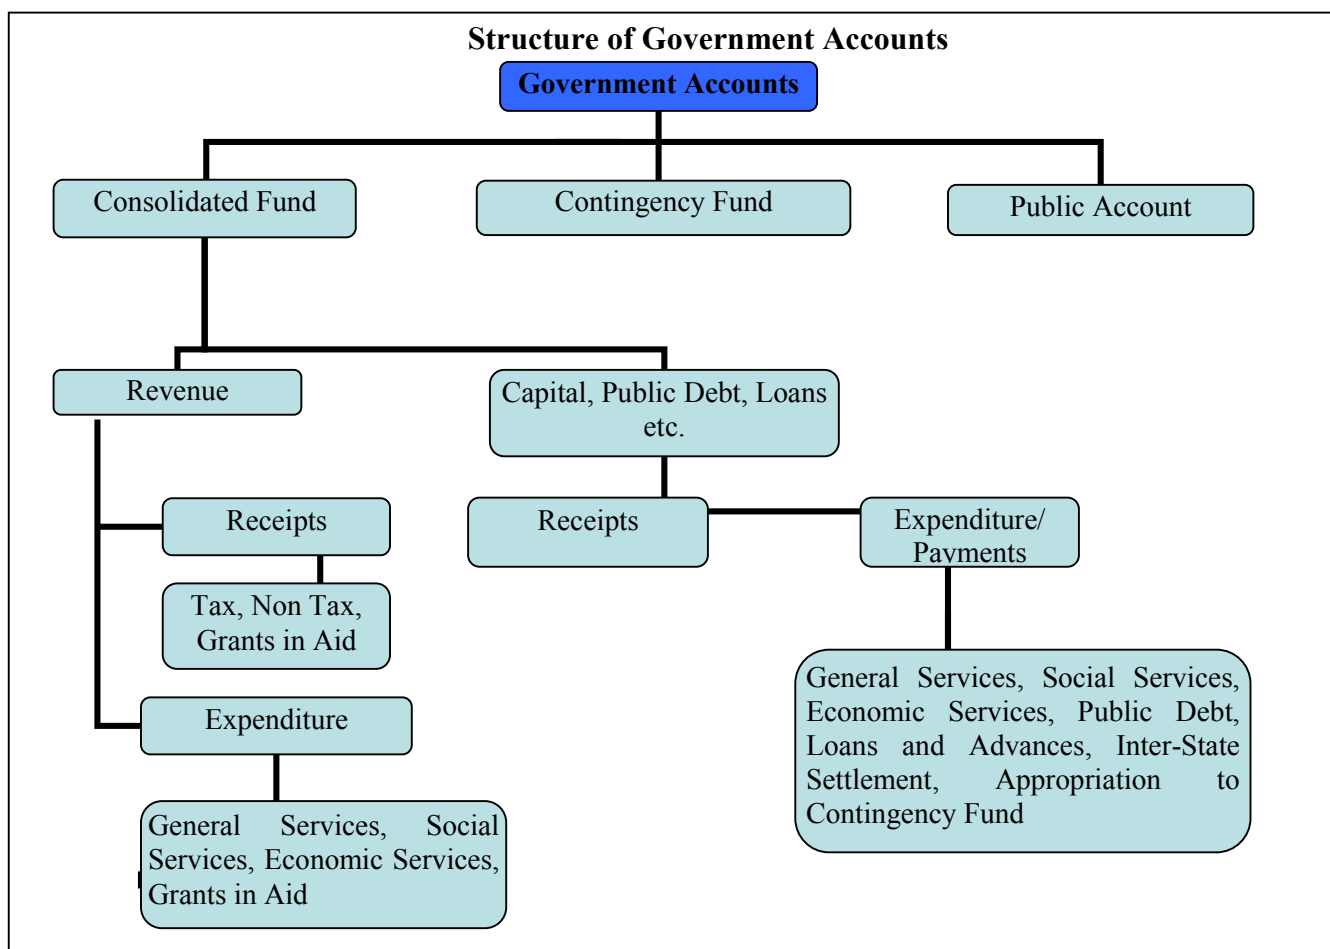 Structure of Government Accounts
Government Accounts
Consolidated Fund
Contingency Fund
Public Account
Revenue
Capital, Public Debt, Loans
etc.
Receipts
Receipts
Expenditure/
Payments
Tax, Non Tax,
Grants in Aid
General Services, Social Services,
Economic Services, Public Debt,
Loans and Advances, Inter-State
Settlement, Appropriation to
Contingency Fund
Expenditure
General Services, Social
Services, Economic Services,
Grants in Aid